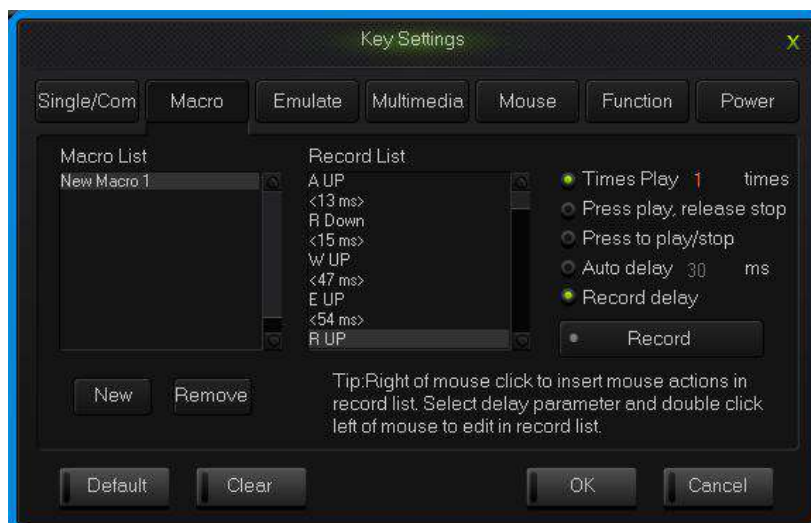 Key Settings
X
Single/Com Macro Emulate Multimedia Mouse Function Power
Macro List
New Macro 1
Record List
A UP
<13 ms>
R Down
<15 ms>
W UP
<47 ms>
E UP
<54 ms>
R UP
Times Play 1 times
Press play, release stop
Press to play/stop
Auto delay 30 ms
Record delay
Record
New Remove
Tip:Right of mouse click to insert mouse actions in
record list. Select delay parameter and double click
left of mouse to edit in record list.
Default Clear OK Cancel